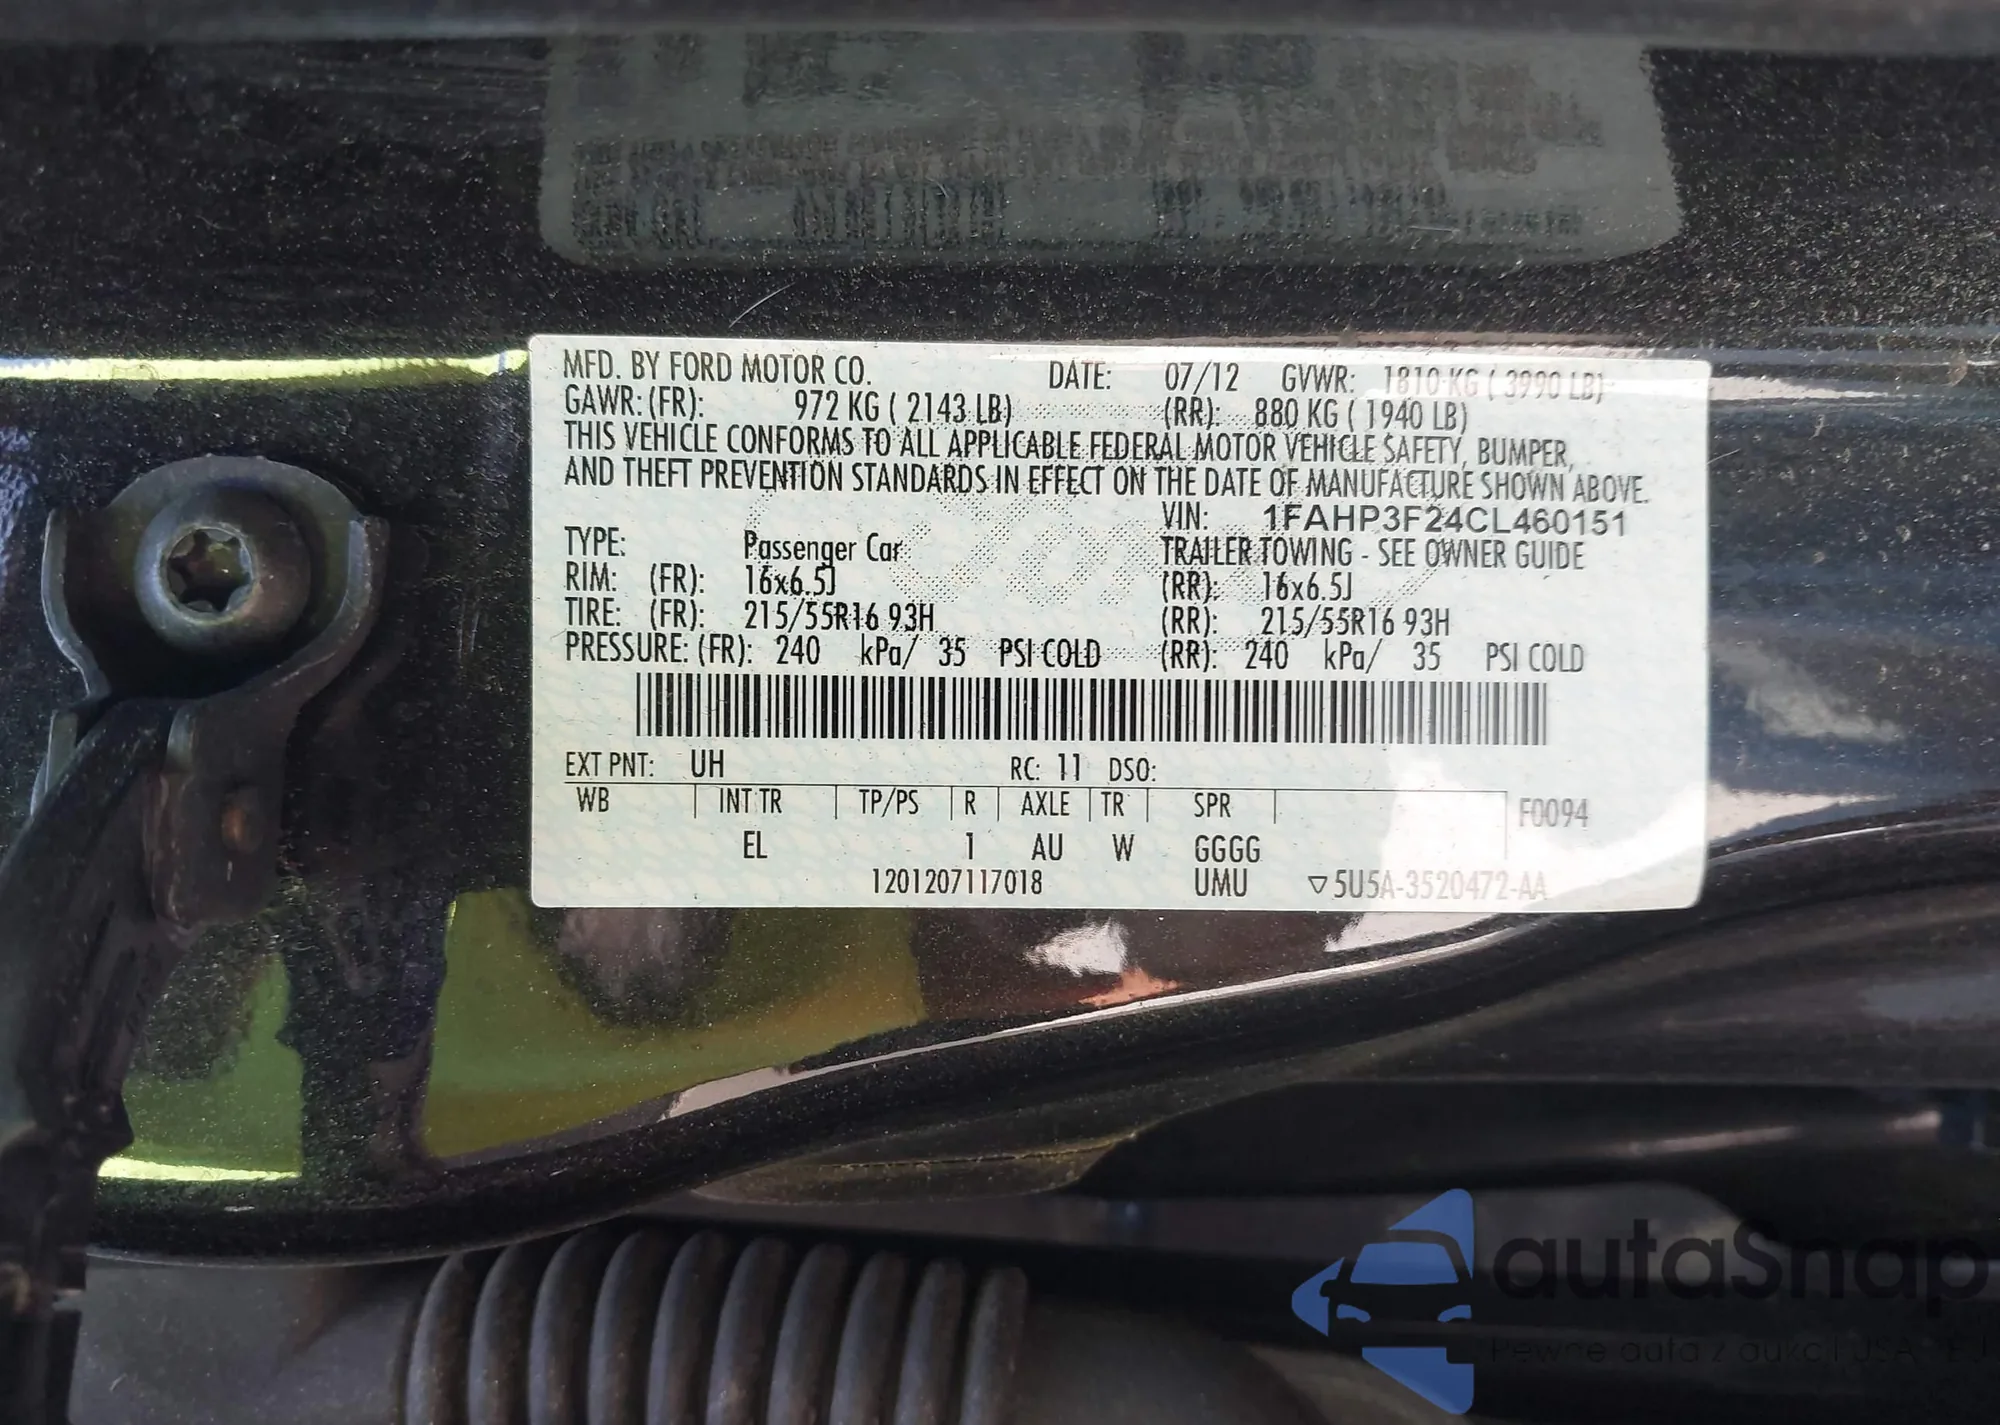 MFD. BY FORD MOTOR CO. DATE: 07/12 GVWR: 1810 KG ( 3990 LB)
GAWR: (FR): 972 KG ( 2143 LB) (RR): 880 KG ( 1940 LB)
THIS VEHICLE CONFORMS TO ALL APPLICABLE FEDERAL MOTOR VEHICLE SAFETY, BUMPER,
AND THEFT PREVENTION STANDARDS IN EFFECT ON THE DATE OF MANUFACTURE SHOWN ABOVE.
VIN: 1FAHP3F24CL460151
TYPE: Passenger Car TRAILER TOWING - SEE OWNER GUIDE
RIM: (FR): 16x6.5J (RR): 16x6.5J
TIRE: (FR): 215/55R16 93H (RR): 215/55R16 93H
PRESSURE: (FR): 240 kPa/ 35 PSI COLD (RR): 240 kPa/ 35 PSI COLD
EXT PNT: UH RC: 11 DSO:
WB INT TR TP/PS R AXLE TR SPR F0094
EL 1 AU W GGGG
1201207117018 UMU ▽5U5A-3520472-AA
autaSnap
Pewne auta z aukcji USA